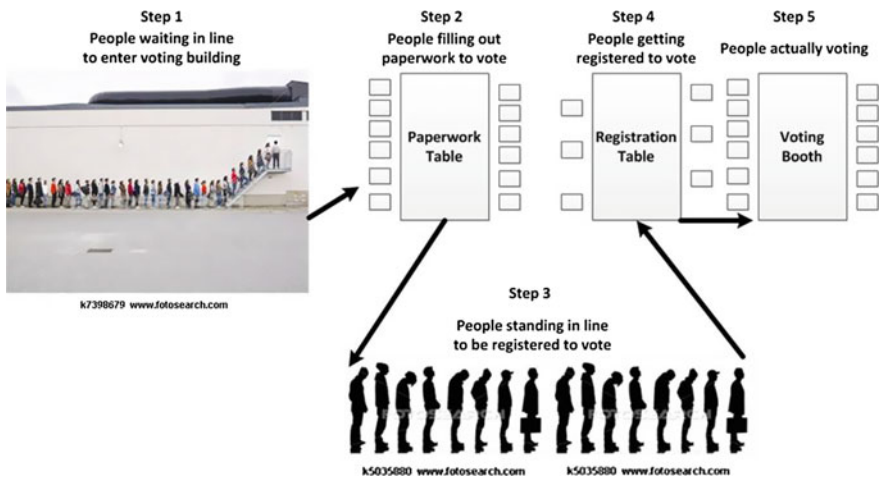 Step 1
People waiting in line
to enter voting building
k7398679 www.fotosearch.com
Step 2
People filling out
paperwork to vote
Paperwork
Table
Step 3
People standing in line
to be registered to vote
FOTOSEARCH
FOTOSEARCH
k5035880 www.fotosearch.com
k5035880 www.fotosearch.com
Step 4
People getting
registered to vote
Registration
Table
Step 5
People actually voting
Voting
Booth